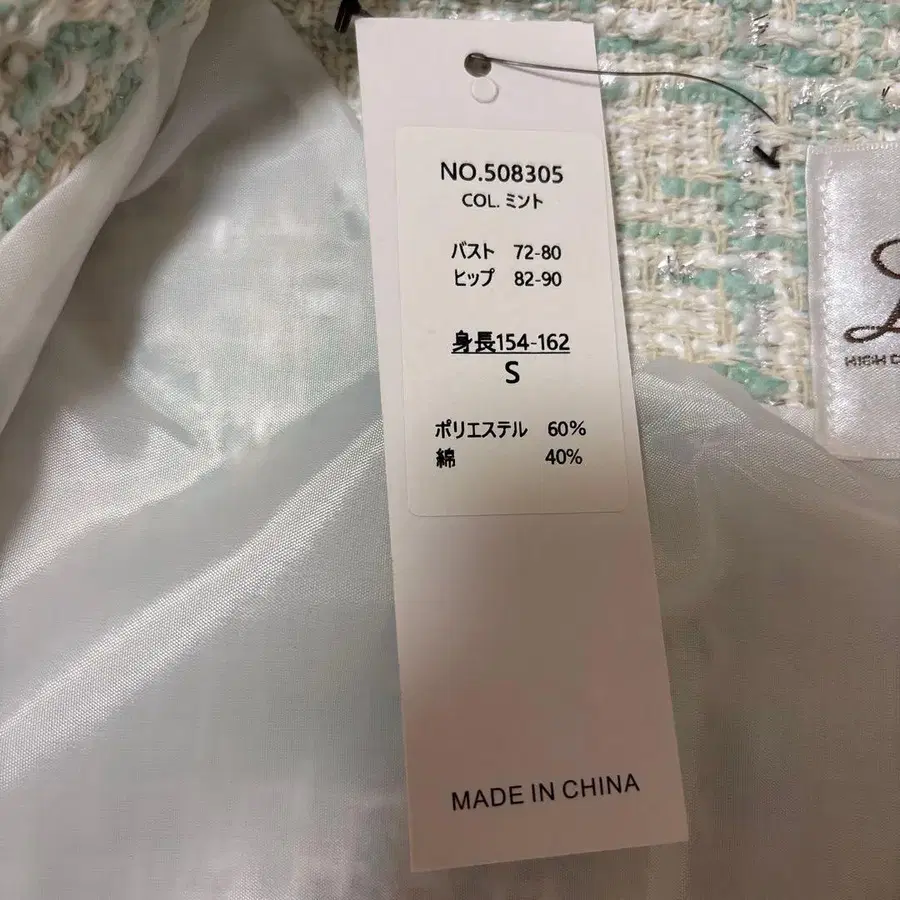 NO.508305
COL. ミント
バスト 72-80
ヒップ 82-90
身長154-162
S
ポリエステル 60%
綿 40%
MADE IN CHINA
HIGH